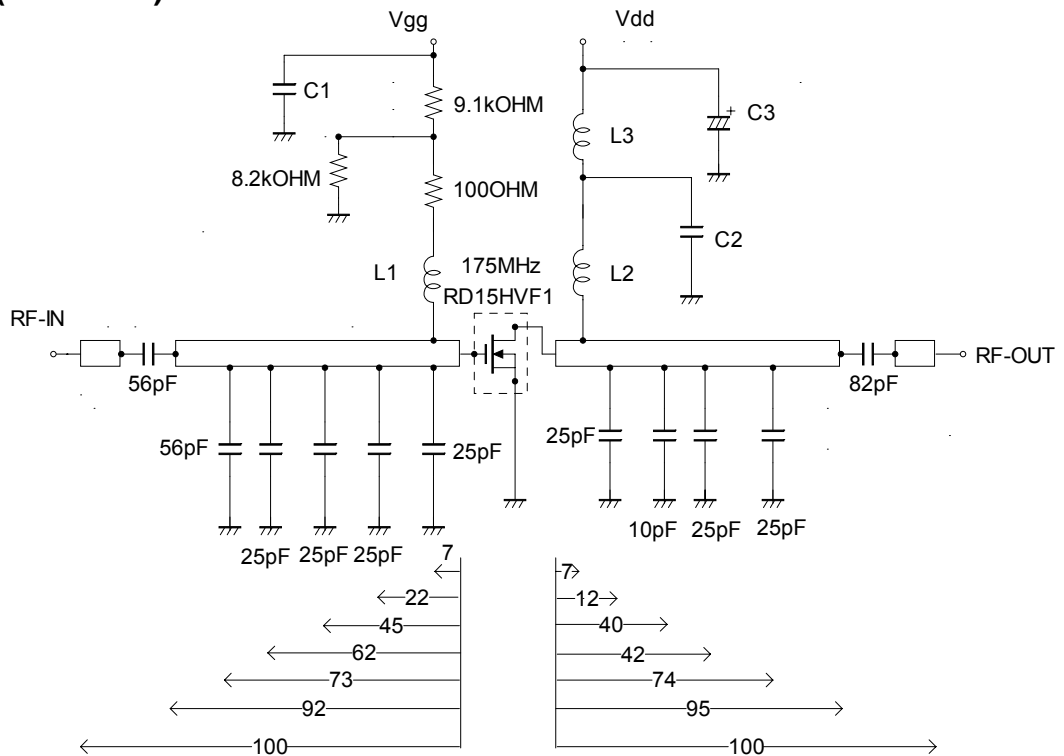 Vgg
Vdd
C1
9.1kOHM
C3
+
L3
8.2kOHM
100OHM
C2
L1
175MHz
L2
RD15HVF1
RF-IN
RF-OUT
56pF
82pF
56pF
25pF
25pF
25pF
25pF
25pF
10pF
25pF
25pF
7
7
22
12
45
40
62
42
73
74
92
95
100
100